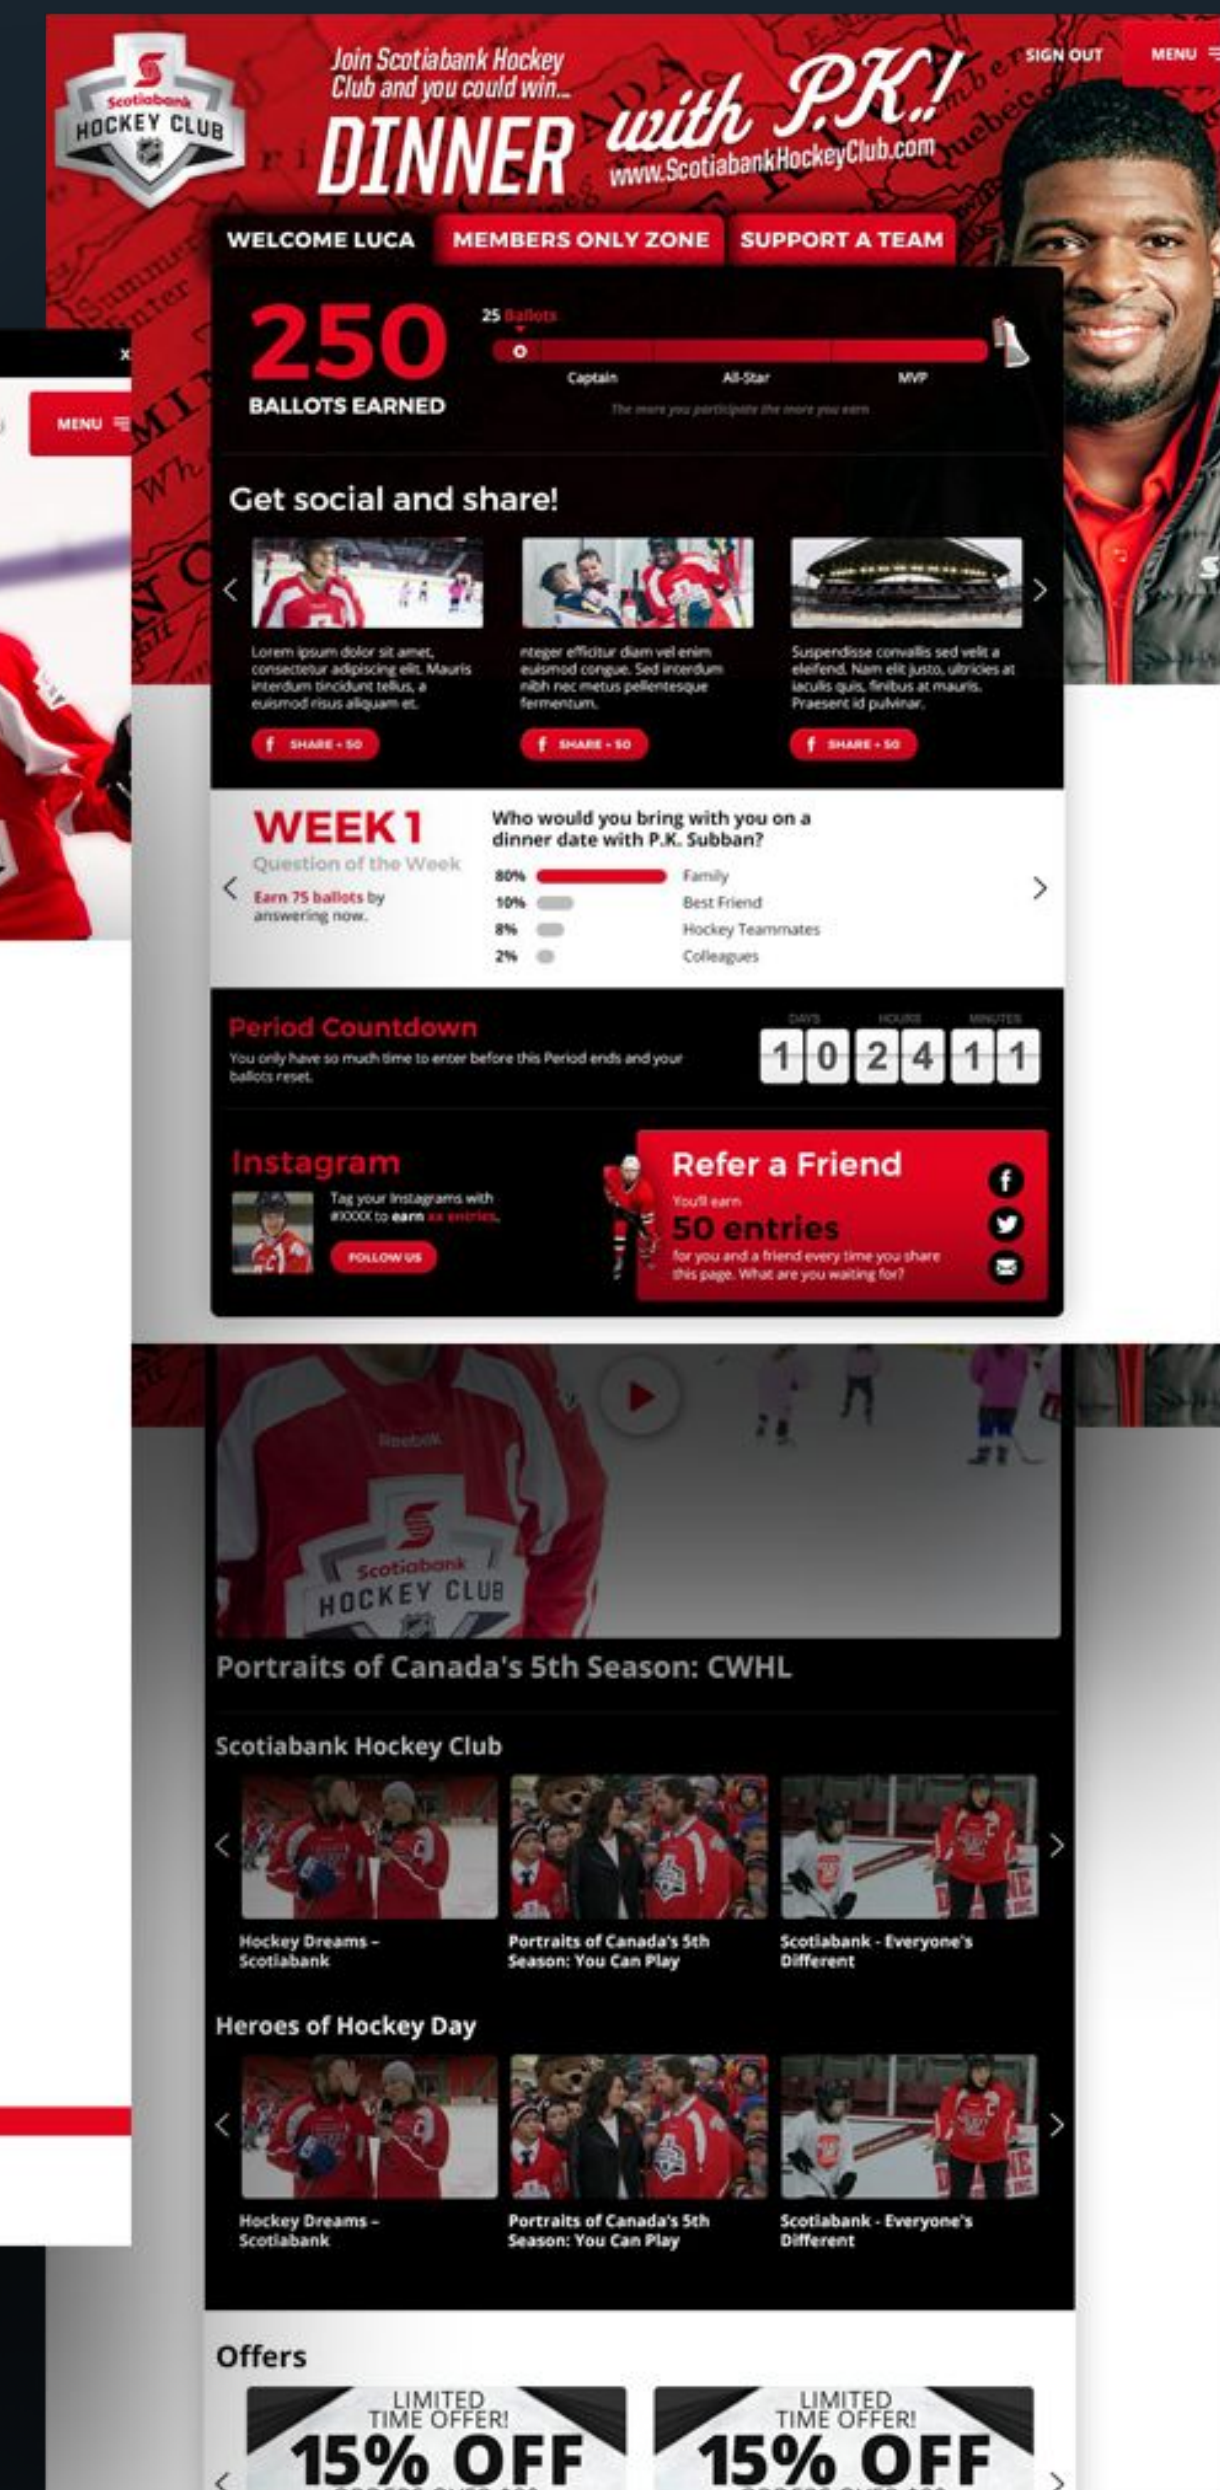 Scotiabank
HOCKEY CLUB
Join Scotiabank Hockey
Club and you could win...
DINNER with P.K.!
www.ScotiabankHockeyClub.com
SIGN OUT
MENU
X
MENU
WELCOME LUCA
MEMBERS ONLY ZONE
SUPPORT A TEAM
250
BALLOTS EARNED
25 Ballots
Captain
All-Star
MVP
The more you participate the more you earn
Get social and share!
Lorem ipsum dolor sit amet,
consectetur adipiscing elit. Mauris
interdum tincidunt tellus, a
euismod risus aliquam et.
nteger efficitur diam vel enim
euismod congue. Sed interdum
nibh nec metus pellentesque
fermentum.
Suspendisse convallis sed velit a
eleifend. Nam elit justo, ultricies at
iaculis quis, finibus at mauris.
Praesent id pulvinar.
f SHARE + 50
f SHARE + 50
f SHARE + 50
WEEK 1
Question of the Week
Earn 75 ballots by
answering now.
Who would you bring with you on a
dinner date with P.K. Subban?
80% Family
10% Best Friend
8% Hockey Teammates
2% Colleagues
Period Countdown
You only have so much time to enter before this Period ends and your
ballots reset.
DAYS HOURS MINUTES
10 24 11
Instagram
Tag your Instagrams with
#XXXX to earn xx entries.
FOLLOW US
Refer a Friend
You'll earn
50 entries
for you and a friend every time you share
this page. What are you waiting for?
Reebok
Scotiabank
HOCKEY CLUB
Portraits of Canada's 5th Season: CWHL
Scotiabank Hockey Club
Hockey Dreams –
Scotiabank
Portraits of Canada's 5th
Season: You Can Play
Scotiabank - Everyone's
Different
Heroes of Hockey Day
Hockey Dreams –
Scotiabank
Portraits of Canada's 5th
Season: You Can Play
Scotiabank - Everyone's
Different
Offers
LIMITED
TIME OFFER!
15% OFF
LIMITED
TIME OFFER!
15% OFF